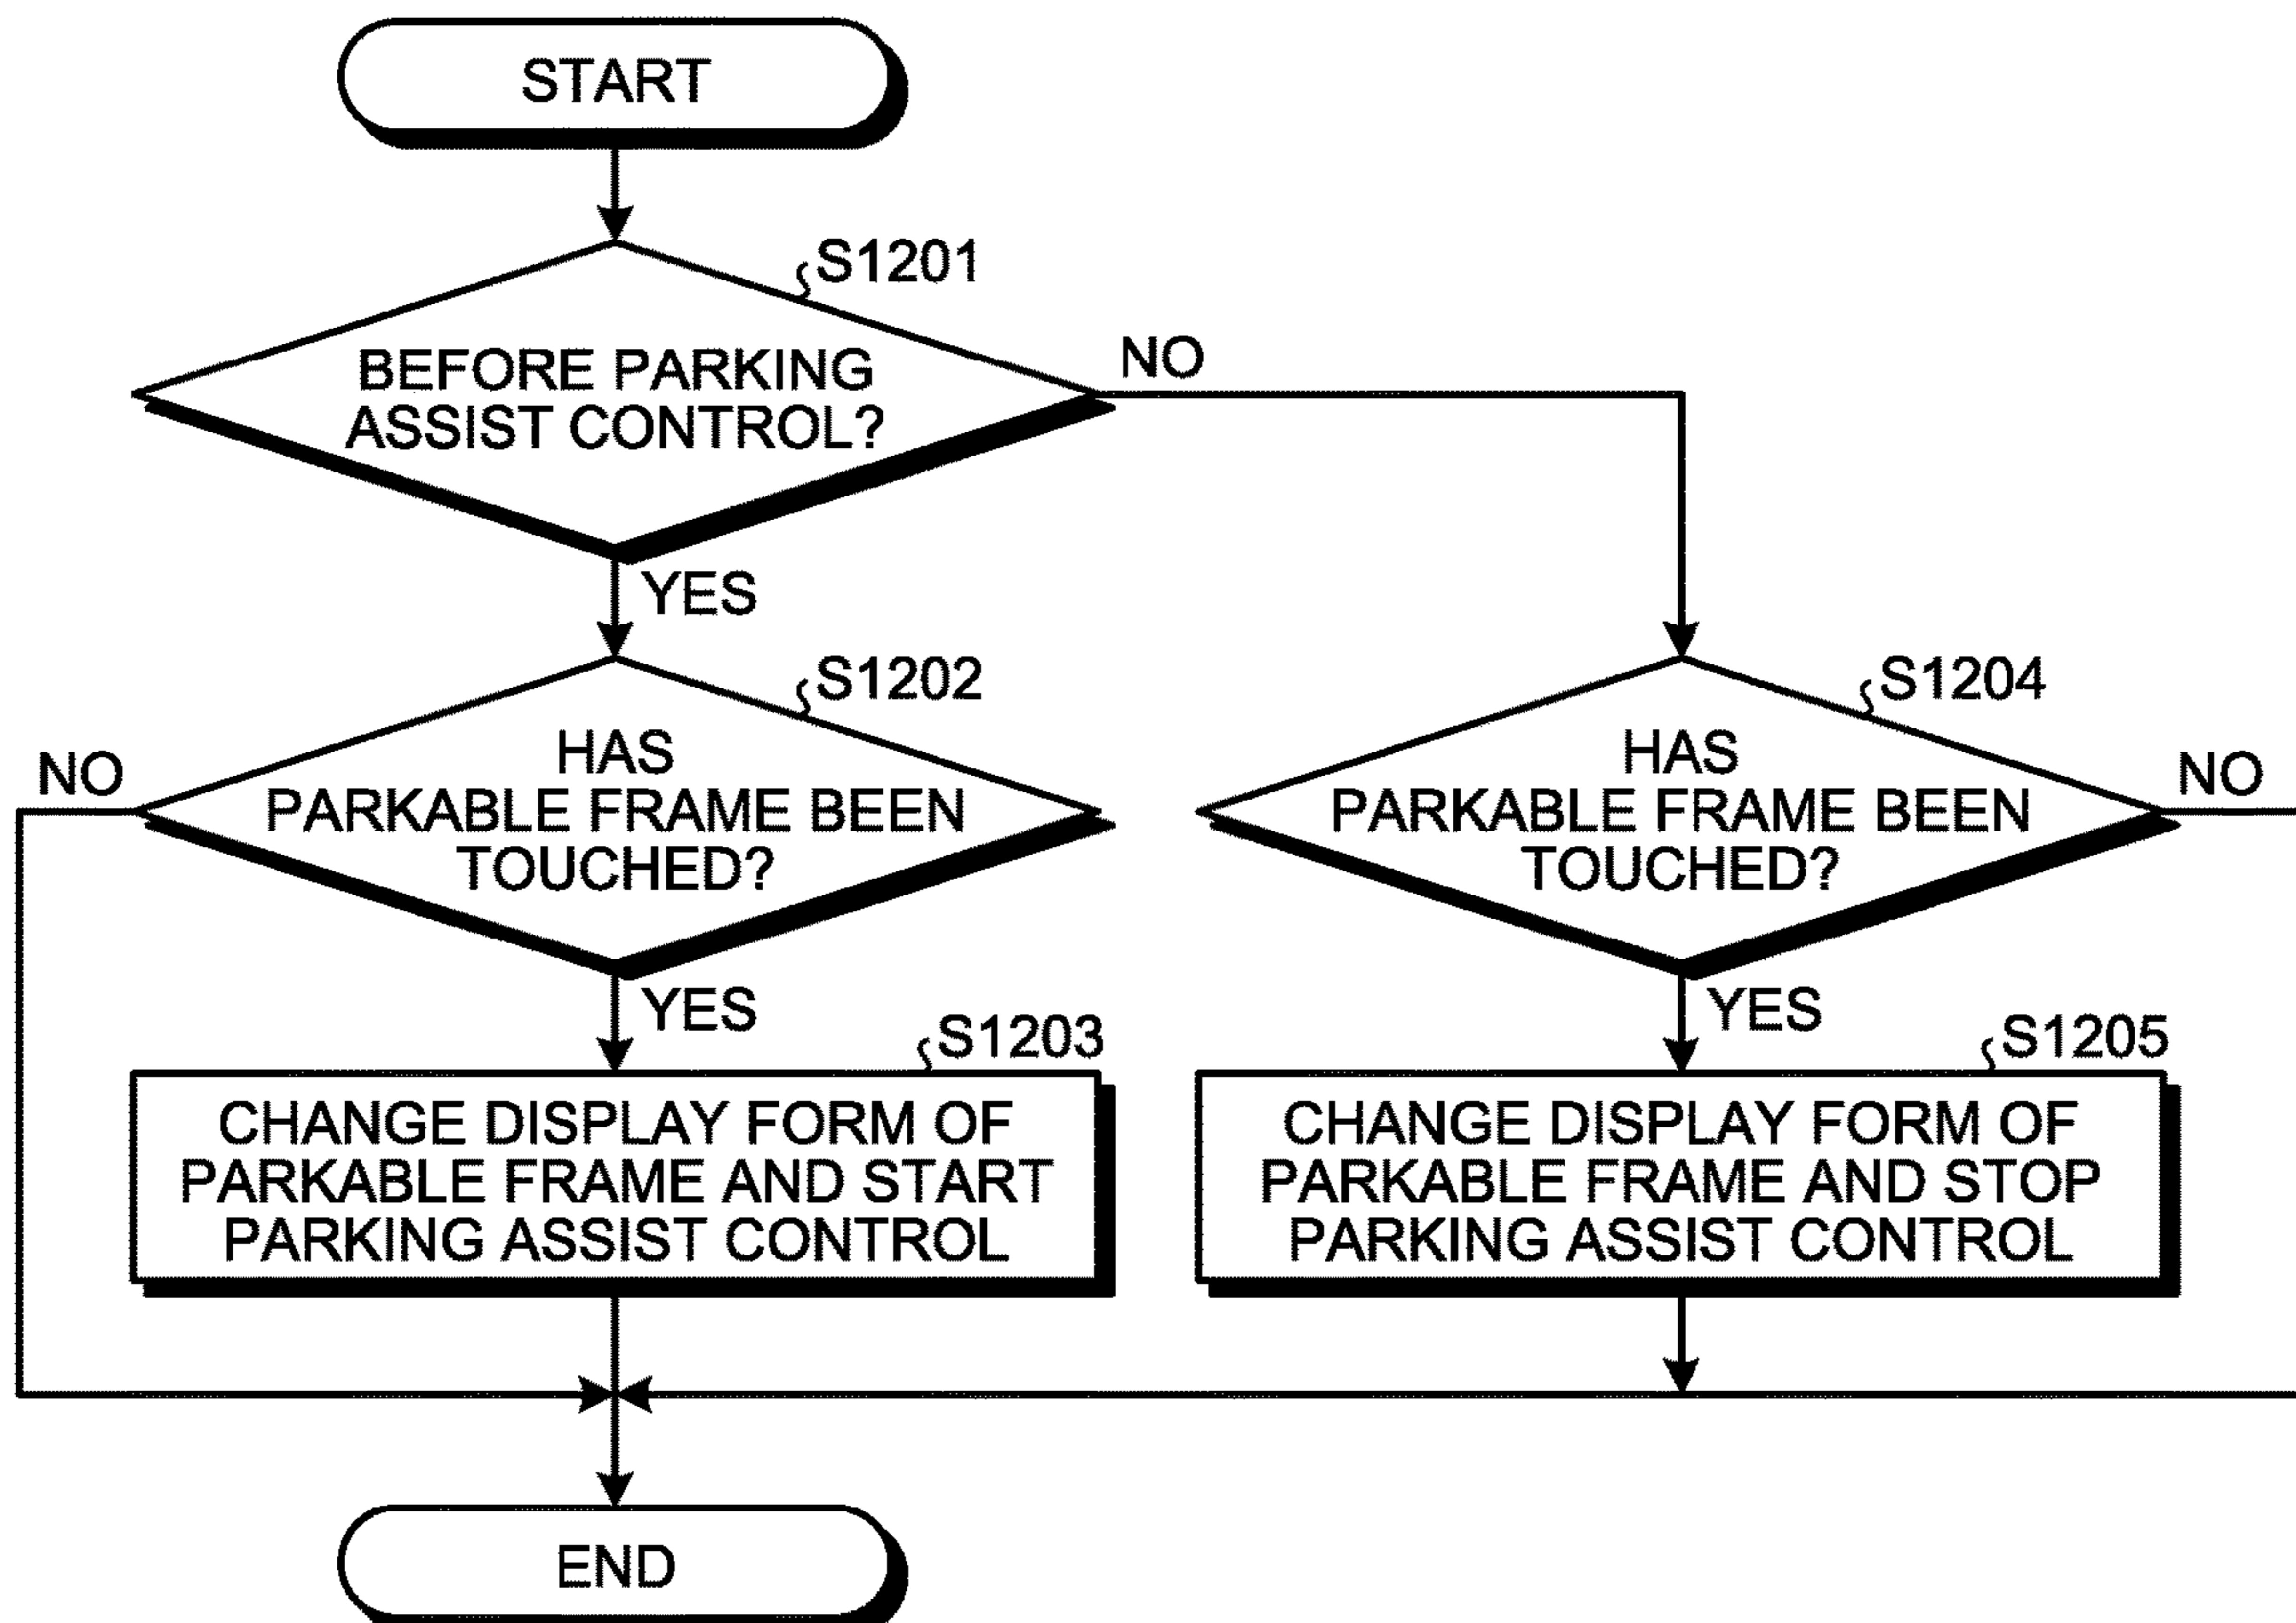 START
S1201
BEFORE PARKING
ASSIST CONTROL?
NO
YES
S1202
HAS
PARKABLE FRAME BEEN
TOUCHED?
NO
YES
S1203
CHANGE DISPLAY FORM OF
PARKABLE FRAME AND START
PARKING ASSIST CONTROL
S1204
HAS
PARKABLE FRAME BEEN
TOUCHED?
NO
YES
S1205
CHANGE DISPLAY FORM OF
PARKABLE FRAME AND STOP
PARKING ASSIST CONTROL
END